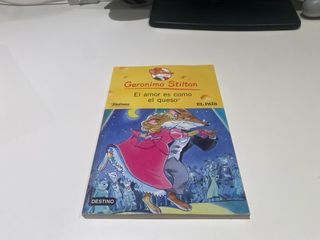 Geronimo Stilton
El amor es como
el queso
EL PAÍS
DESTINO